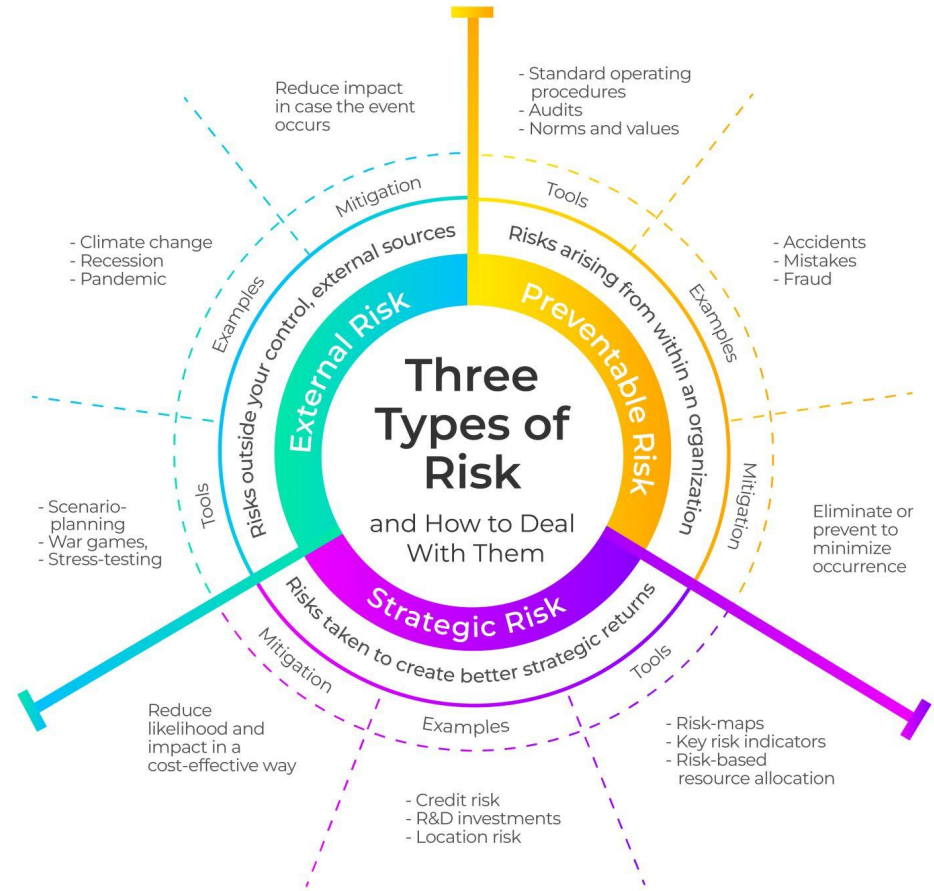 Three
Types of
Risk
and How to Deal
With Them
Preventable Risk
Risks arising from within an organization
Tools
- Standard operating
procedures
- Audits
- Norms and values
Examples
- Accidents
- Mistakes
- Fraud
Mitigation
Eliminate or
prevent to
minimize
occurrence
Strategic Risk
Risks taken to create better strategic returns
Tools
- Risk-maps
- Key risk indicators
- Risk-based
resource allocation
Examples
- Credit risk
- R&D investments
- Location risk
Mitigation
Reduce
likelihood and
impact in a
cost-effective way
External Risk
Risks outside your control, external sources
Tools
- Scenario-
planning
- War games,
- Stress-testing
Examples
- Climate change
- Recession
- Pandemic
Mitigation
Reduce impact
in case the event
occurs